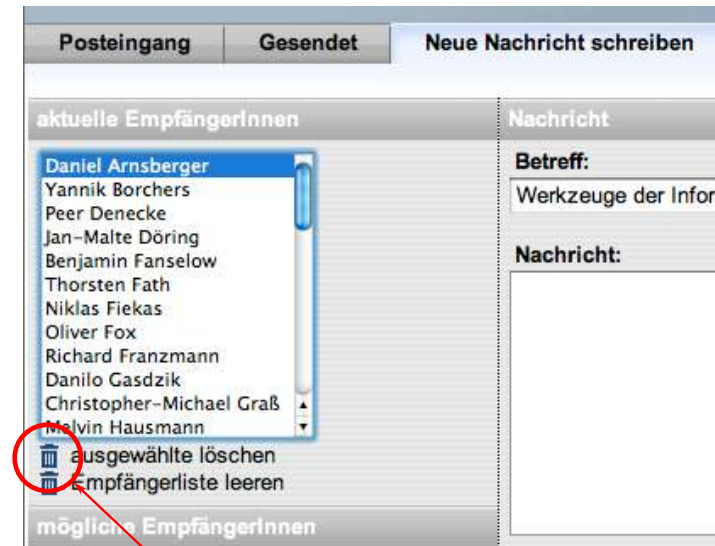 Posteingang Gesendet Neue Nachricht schreiben
aktuelle EmpfängerInnen
Daniel Arnsberger
Yannik Borchers
Peer Denecke
Jan-Malte Döring
Benjamin Fanselow
Thorsten Fath
Niklas Fiekas
Oliver Fox
Richard Franzmann
Danilo Gasdzik
Christopher-Michael Graß
Melvin Hausmann
ausgewählte löschen
Empfängerliste leeren
mögliche EmpfängerInnen
Nachricht
Betreff:
Werkzeuge der Infor
Nachricht: